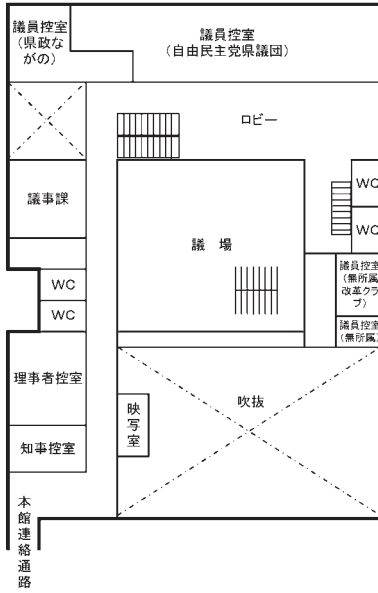 議員控室
（県政な
がの）
議員控室
（自由民主党県議団）
ロビー
議事課
議　場
WC
WC
WC
WC
議員控室
（無所属
改革クラ
ブ）
議員控室
（無所属）
理事者控室
映写室
吹抜
知事控室
本館連絡通路